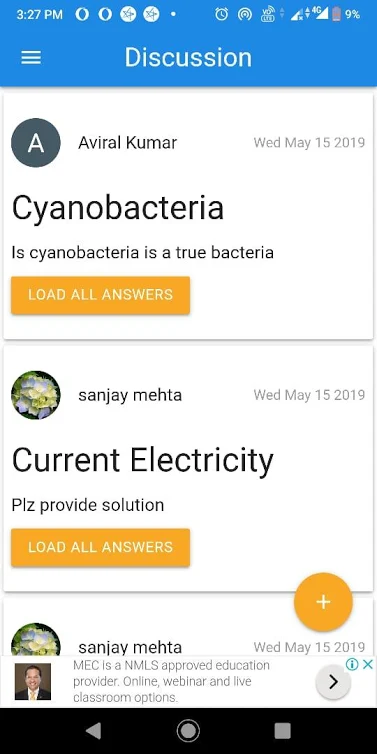 3:27 PM
4G
9%
Discussion
A
Aviral Kumar
Wed May 15 2019
Cyanobacteria
Is cyanobacteria is a true bacteria
LOAD ALL ANSWERS
sanjay mehta
Wed May 15 2019
Current Electricity
Plz provide solution
LOAD ALL ANSWERS
+
sanjay mehta
Wed May 15 2019
MEC is a NMLS approved education
provider. Online, webinar and live
classroom options.